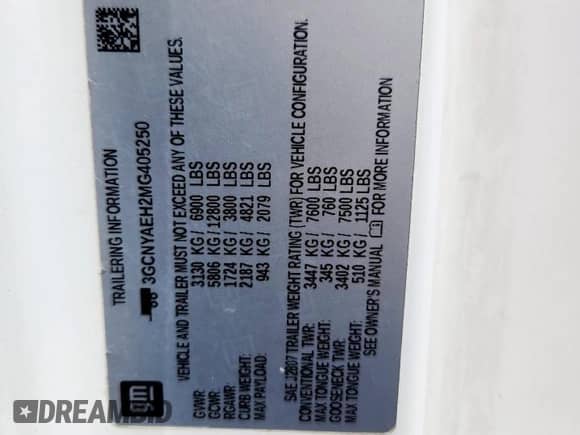 TRAILERING INFORMATION
3GCNYAEH2MG405250
VEHICLE AND TRAILER MUST NOT EXCEED ANY OF THESE VALUES.
GVWR 3130 KG/ 6900 LBS
GCWR 5806 KG/ 12800 LBS
RGAWR 1724 KG/ 3800 LBS
CURB WEIGHT: 2187 KG/ 4821 LBS
MAX PAYLOAD: 943 KG/ 2079 LBS
SAE J2807 TRAILER WEIGHT RATING (TWR) FOR VEHICLE CONFIGURATION.
CONVENTIONAL TWR: 3447 KG/ 7600 LBS
MAX TONGUE WEIGHT: 345 KG/ 760 LBS
GOOSENECK TWR: 3402 KG/ 7500 LBS
MAX TONGUE WEIGHT: 510 KG/ 1125 LBS
SEE OWNER'S MANUAL FOR MORE INFORMATION
gm
DREAMBID